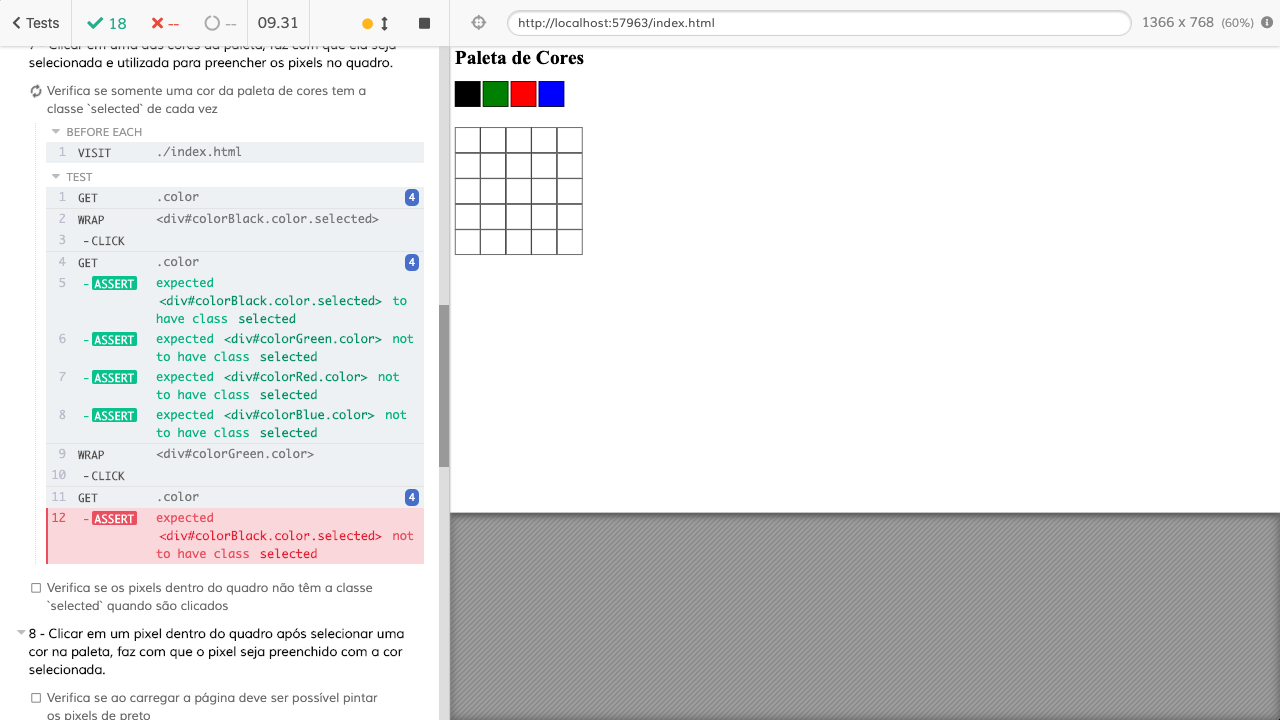 Tests 18 -- -- 09.31
7 - Clicar em uma das cores da paleta, faz com que ela seja
selecionada e utilizada para preencher os pixels no quadro.
Verifica se somente uma cor da paleta de cores tem a
classe `selected` de cada vez
BEFORE EACH
1 VISIT ./index.html
TEST
1 GET .color 4
2 WRAP <div#colorBlack.color.selected>
3 -CLICK
4 GET .color 4
5 -ASSERT expected
<div#colorBlack.color.selected> to
have class selected
6 -ASSERT expected <div#colorGreen.color> not
to have class selected
7 -ASSERT expected <div#colorRed.color> not
to have class selected
8 -ASSERT expected <div#colorBlue.color> not
to have class selected
9 WRAP <div#colorGreen.color>
10 -CLICK
11 GET .color 4
12 -ASSERT expected
<div#colorBlack.color.selected> not
to have class selected
Verifica se os pixels dentro do quadro não têm a classe
`selected` quando são clicados
8 - Clicar em um pixel dentro do quadro após selecionar uma
cor na paleta, faz com que o pixel seja preenchido com a cor
selecionada.
Verifica se ao carregar a página deve ser possível pintar
os pixels de preto
http://localhost:57963/index.html 1366 x 768 (60%)
Paleta de Cores